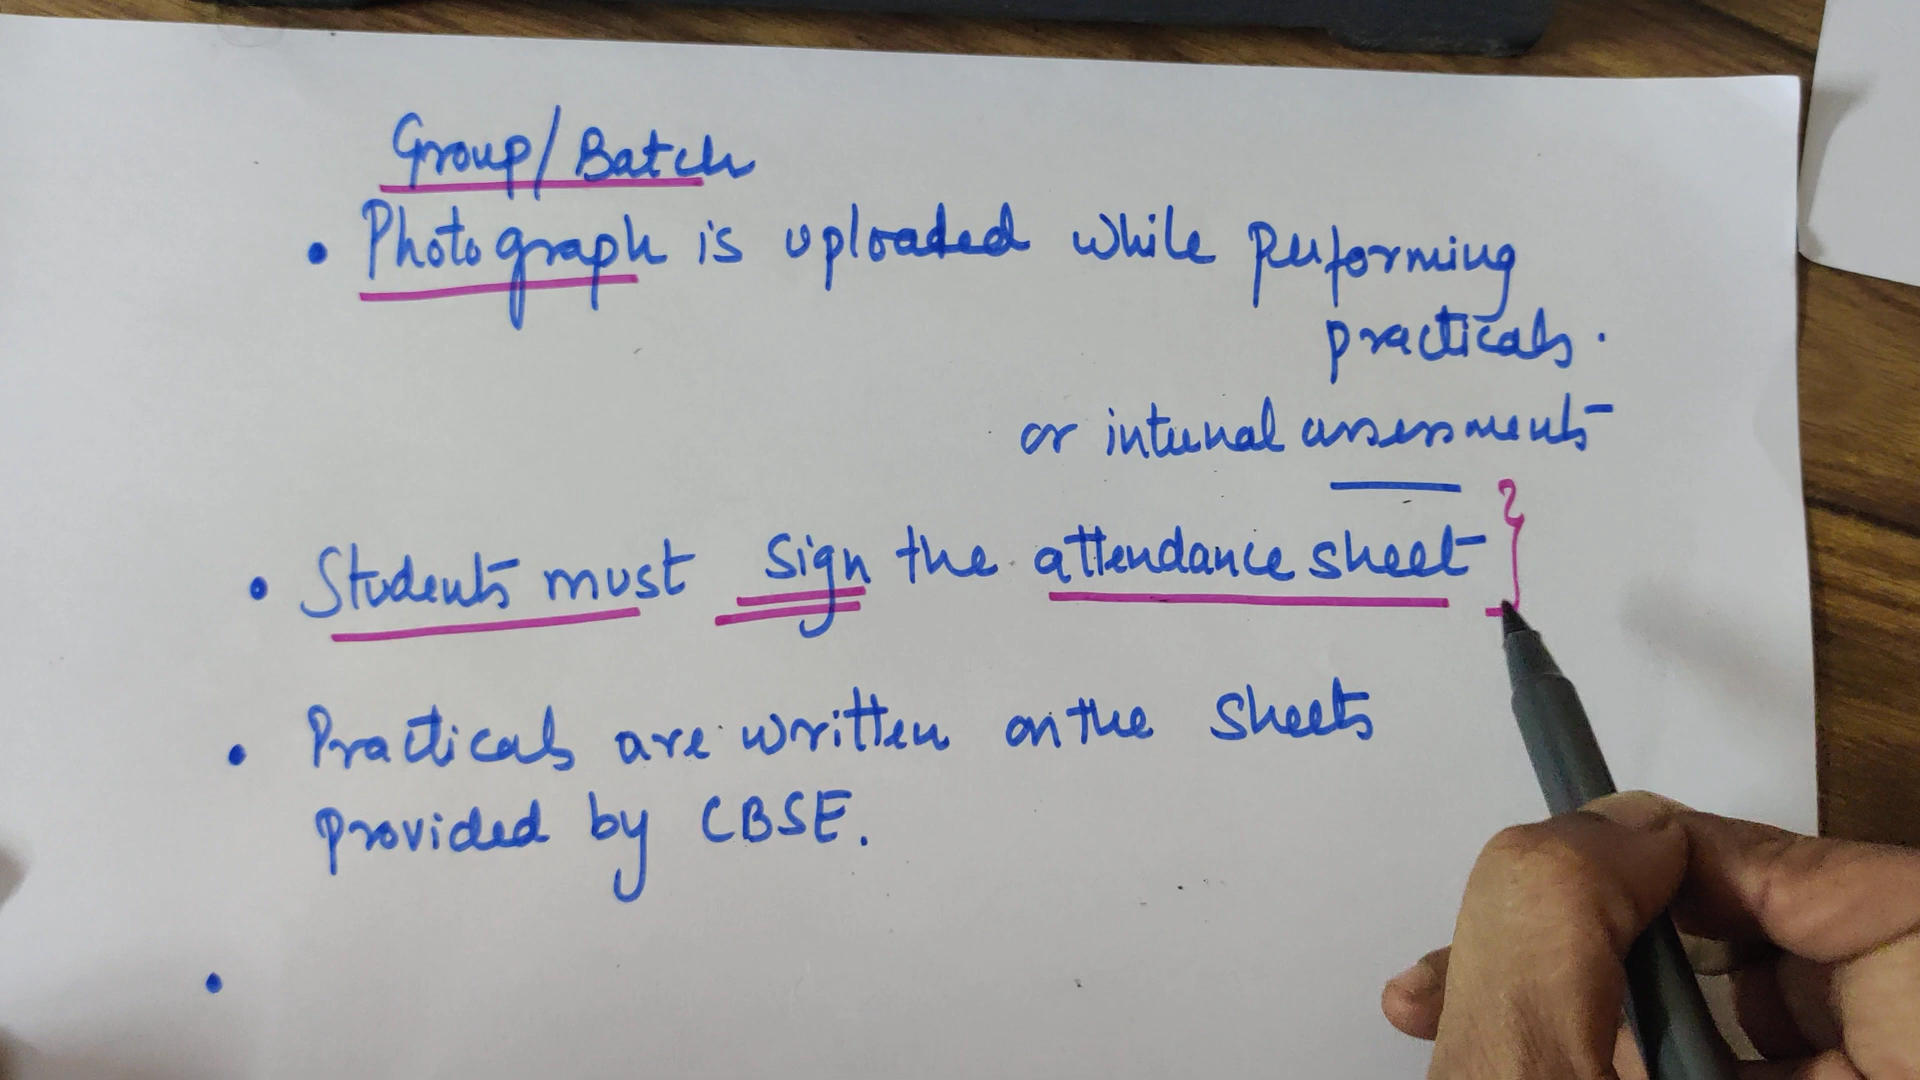 Group/Batch
• Photograph is uploaded while Performing
practicals.
or internal assessments
• Students must sign the attendance sheet }
• Practicals are written on the sheets
provided by CBSE.
•